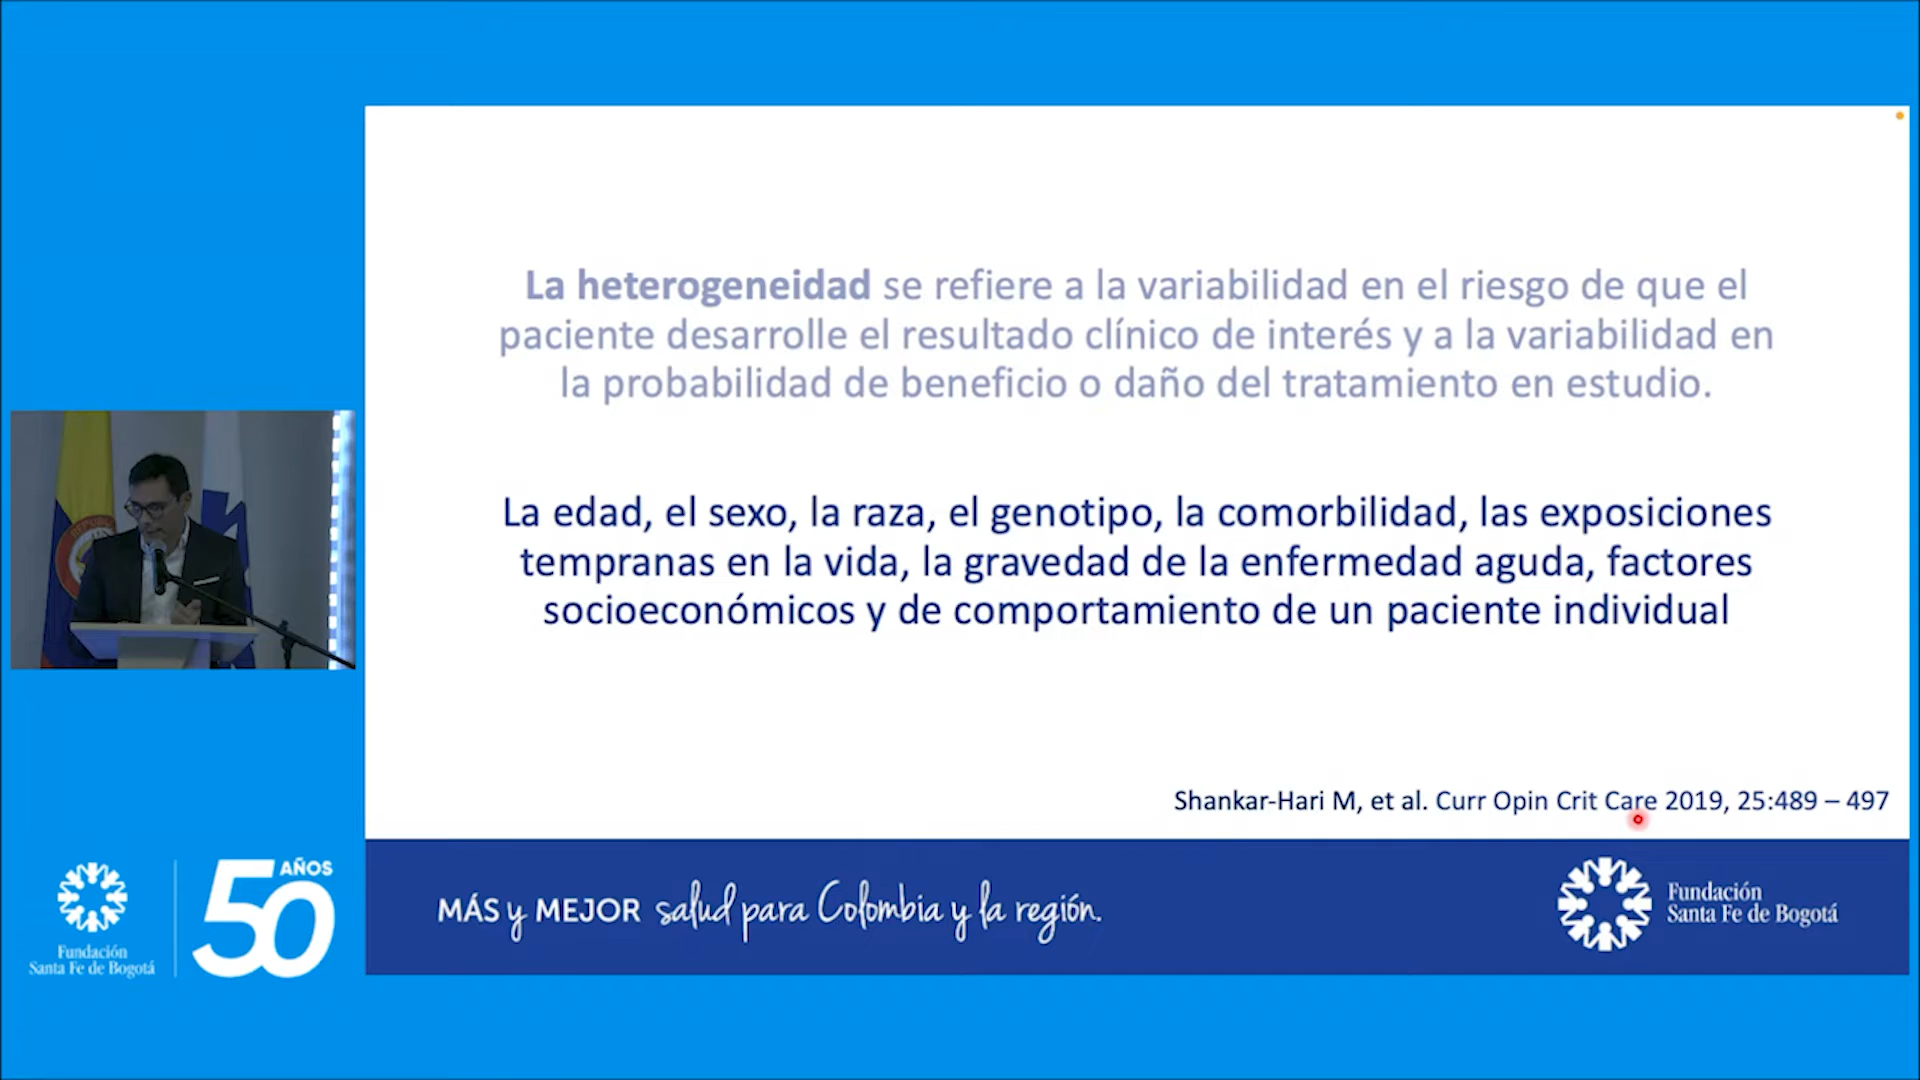 La heterogeneidad se refiere a la variabilidad en el riesgo de que el
paciente desarrolle el resultado clínico de interés y a la variabilidad en
la probabilidad de beneficio o daño del tratamiento en estudio.
La edad, el sexo, la raza, el genotipo, la comorbilidad, las exposiciones
tempranas en la vida, la gravedad de la enfermedad aguda, factores
socioeconómicos y de comportamiento de un paciente individual
Shankar-Hari M, et al. Curr Opin Crit Care 2019, 25:489 – 497
MÁS y MEJOR salud para Colombia y la región.
Fundación
Santa Fe de Bogotá
Fundación
Santa Fe de Bogotá
50 AÑOS